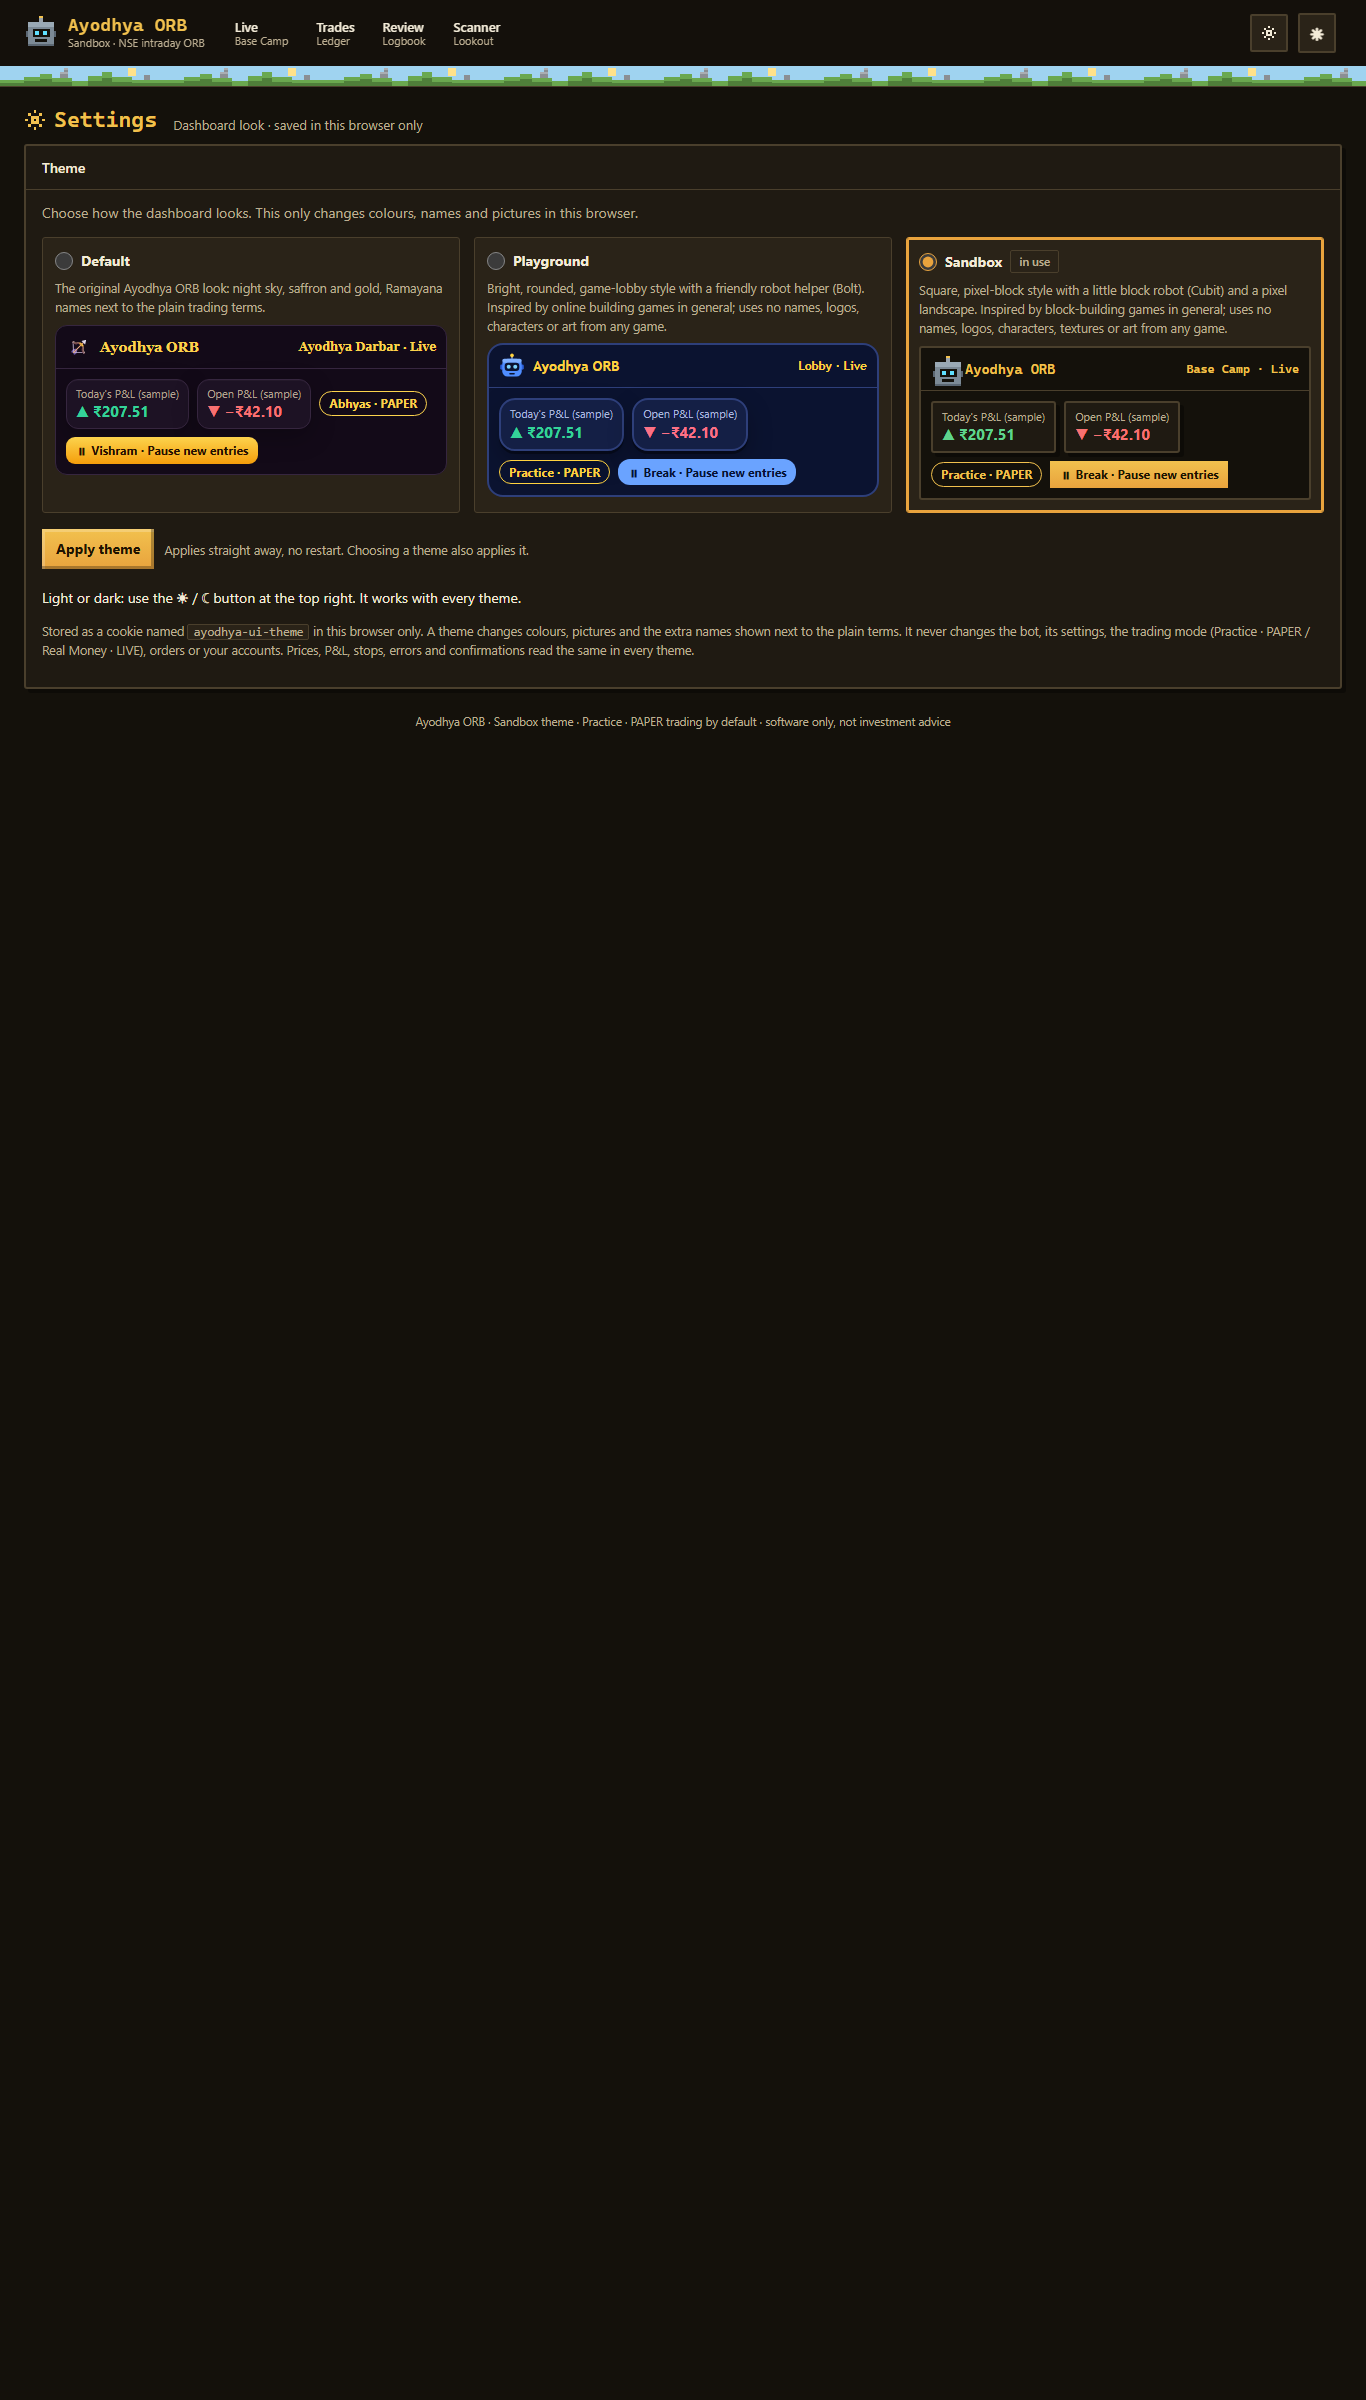 Ayodhya ORB
Sandbox · NSE intraday ORB
Live
Base Camp
Trades
Ledger
Review
Logbook
Scanner
Lookout
Settings
Dashboard look · saved in this browser only
Theme
Choose how the dashboard looks. This only changes colours, names and pictures in this browser.
Default
The original Ayodhya ORB look: night sky, saffron and gold, Ramayana
names next to the plain trading terms.
Ayodhya ORB
Ayodhya Darbar · Live
Today's P&L (sample)
▲ ₹207.51
Open P&L (sample)
▼ −₹42.10
Abhyas · PAPER
⏸ Vishram · Pause new entries
Playground
Bright, rounded, game-lobby style with a friendly robot helper (Bolt).
Inspired by online building games in general; uses no names, logos,
characters or art from any game.
Ayodhya ORB
Lobby · Live
Today's P&L (sample)
▲ ₹207.51
Open P&L (sample)
▼ −₹42.10
Practice · PAPER
⏸ Break · Pause new entries
Sandbox
in use
Square, pixel-block style with a little block robot (Cubit) and a pixel
landscape. Inspired by block-building games in general; uses no
names, logos, characters, textures or art from any game.
Ayodhya ORB
Base Camp · Live
Today's P&L (sample)
▲ ₹207.51
Open P&L (sample)
▼ −₹42.10
Practice · PAPER
⏸ Break · Pause new entries
Apply theme
Applies straight away, no restart. Choosing a theme also applies it.
Light or dark: use the ☀ / ☾ button at the top right. It works with every theme.
Stored as a cookie named ayodhya-ui-theme in this browser only. A theme changes colours, pictures and the extra names shown next to the plain terms. It never changes the bot, its settings, the trading mode (Practice · PAPER /
Real Money · LIVE), orders or your accounts. Prices, P&L, stops, errors and confirmations read the same in every theme.
Ayodhya ORB · Sandbox theme · Practice · PAPER trading by default · software only, not investment advice